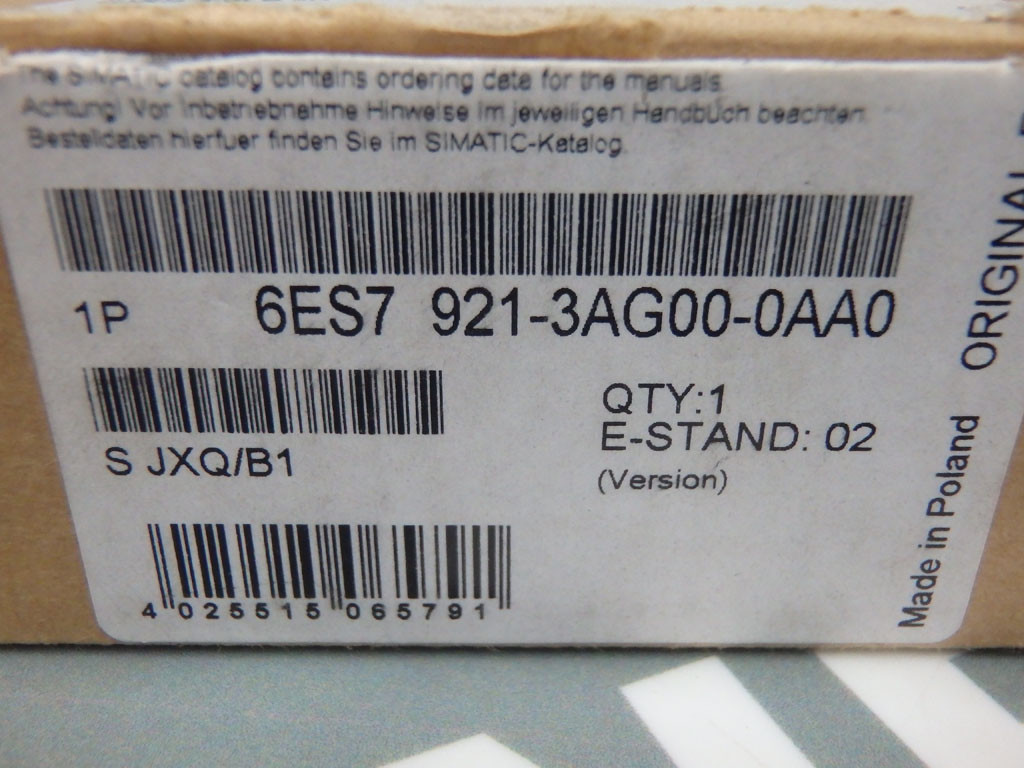 The SIMATIC catalog contains ordering data for the manuals.
Achtung! Vor Inbetriebnahme Hinweise im jeweiligen Handbuch beachten.
Bestelldaten hierfuer finden Sie im SIMATIC-Katalog.
1P 6ES7 921-3AG00-0AA0
S JXQ/B1
QTY:1
E-STAND: 02
(Version)
4 025515 065791
Made in Poland
ORIGINAL